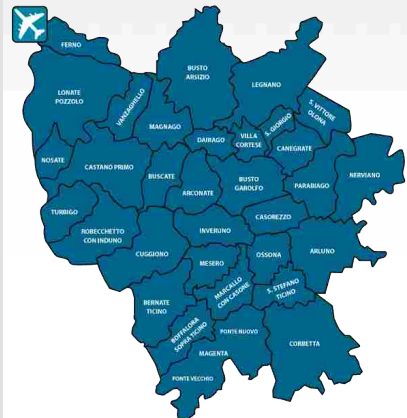 FERNO
BUSTO
ARSIZIO
LONATE
POZZOLO
VANZAGHELLO
LEGNANO
MAGNAGO
S. GIORGIO
S. VITTORE
OLONA
DAIRAGO
VILLA
CORTESE
CANEGRATE
NOSATE
CASTANO PRIMO
BUSCATE
ARCONATE
BUSTO
GAROLFO
PARABIAGO
NERVIANO
TURBIGO
ROBECCHETTO
CON INDUNO
CASOREZZO
INVERUNO
CUGGIONO
MESERO
OSSONA
ARLUNO
MARCALLO
CON CASONE
S. STEFANO
TICINO
BERNATE
TICINO
BOFFALORA
SOPRA TICINO
PONTE NUOVO
MAGENTA
CORBETTA
PONTE VECCHIO